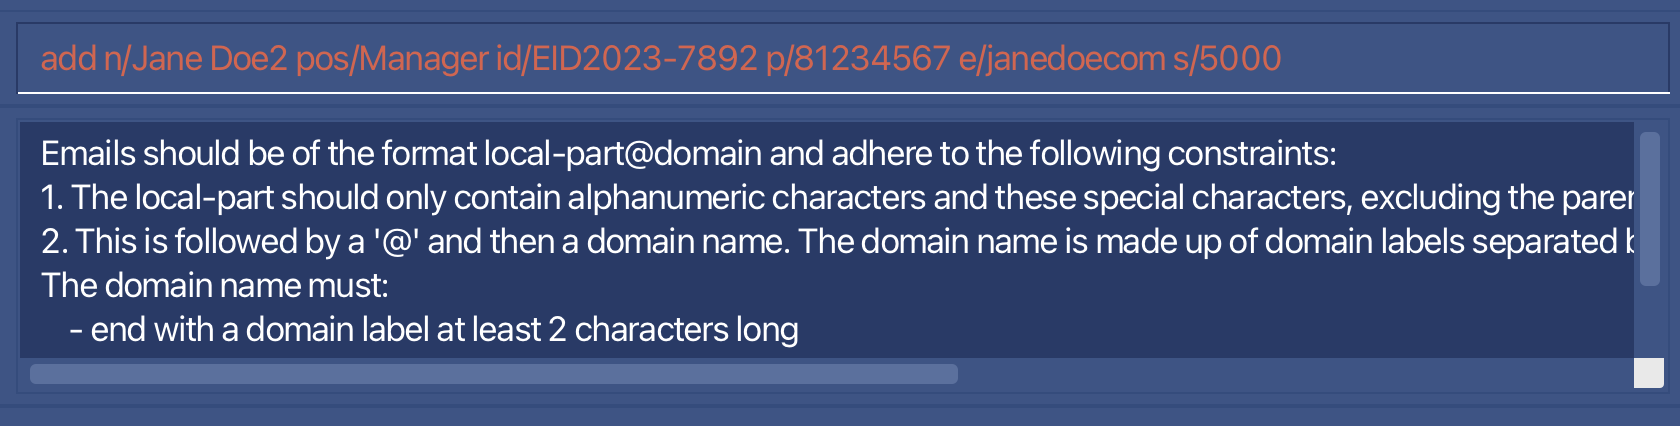 add n/Jane Doe2 pos/Manager id/EID2023-7892 p/81234567 e/janedoecom s/5000
Emails should be of the format local-part@domain and adhere to the following constraints:
1. The local-part should only contain alphanumeric characters and these special characters, excluding the
2. This is followed by a '@' and then a domain name. The domain name is made up of domain labels separated
The domain name must:
- end with a domain label at least 2 characters long